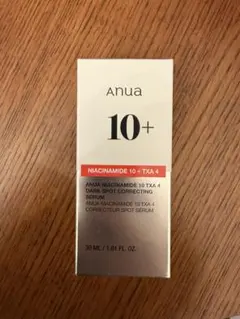 Anua
10+
NIACINAMIDE 10 + TXA 4
ANUA NIACINAMIDE 10 TXA 4
DARK SPOT CORRECTING
SERUM
ANUA NIACINAMIDE 10 TXA 4
CORRECTEUR SPOT SERUM
30 ML / 1.01 FL. OZ.